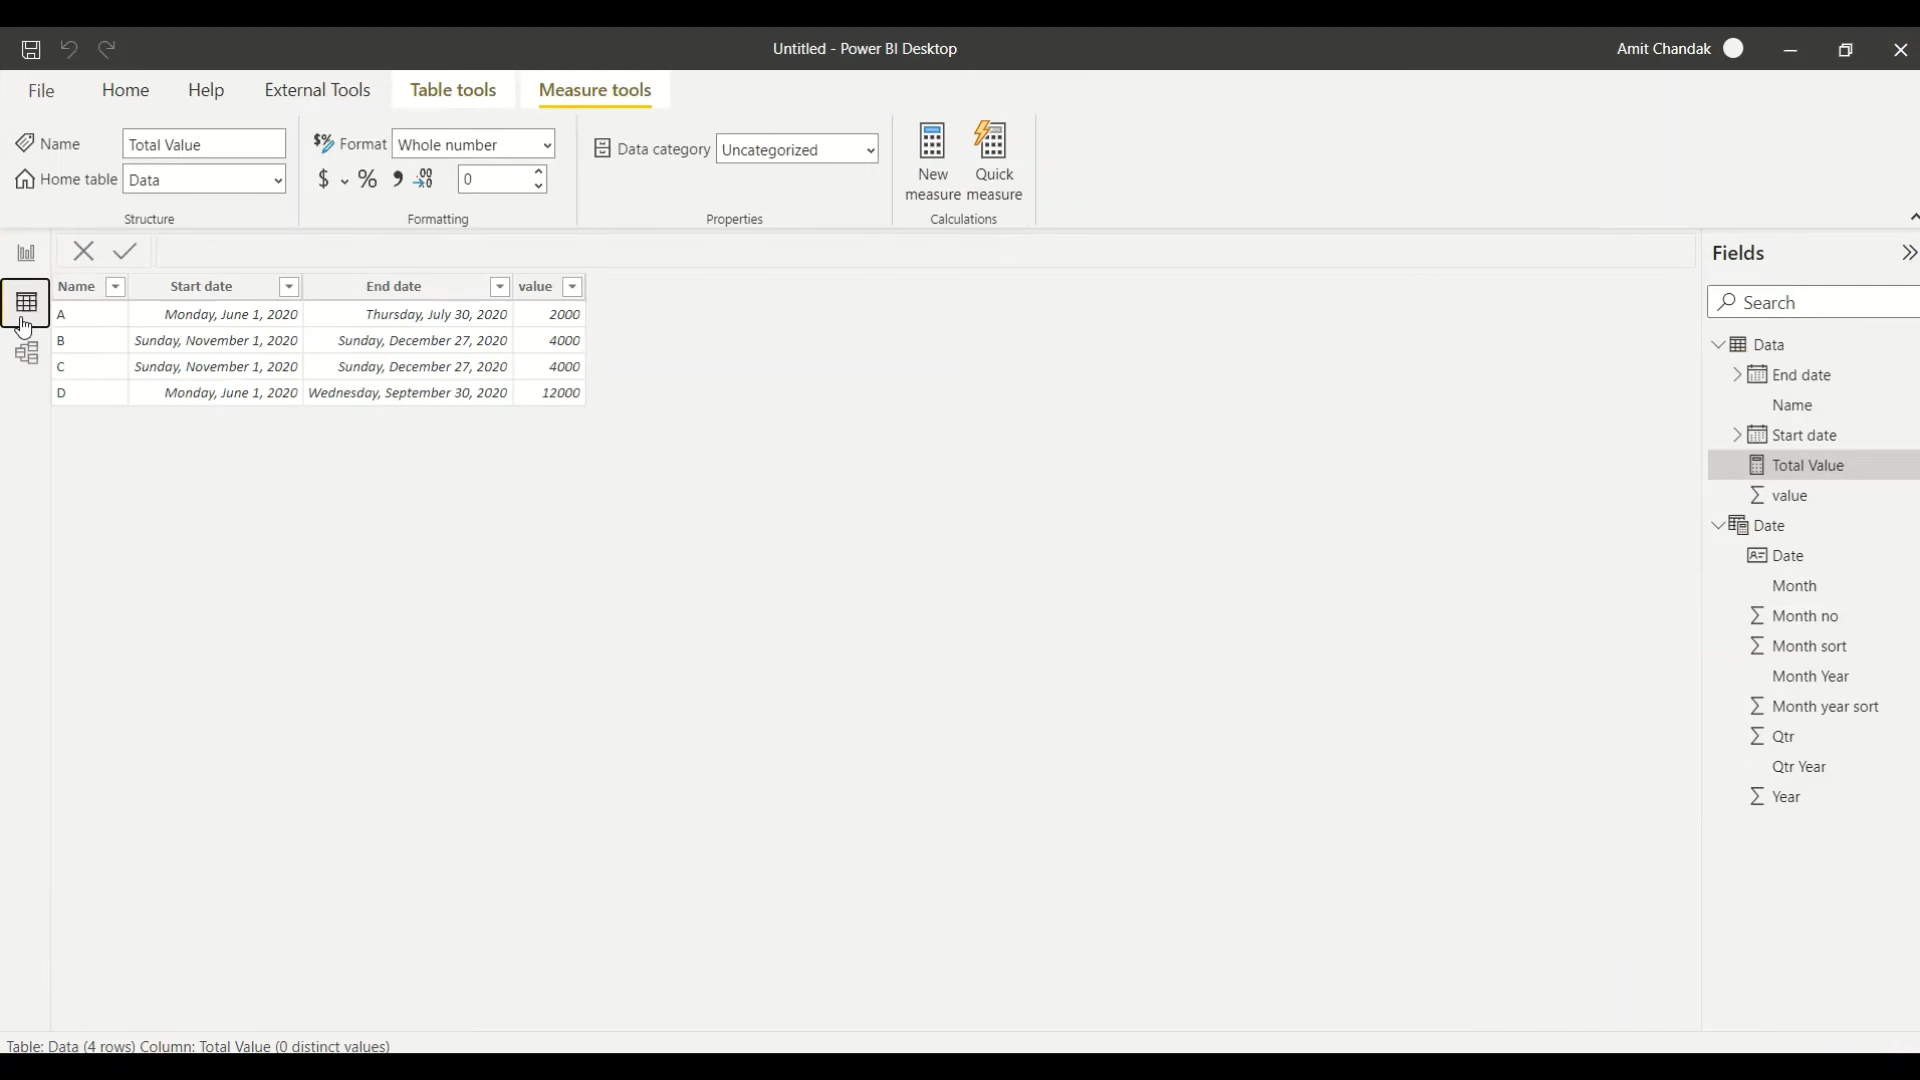 Untitled - Power BI Desktop
Amit Chandak
File Home Help External Tools Table tools Measure tools
Name Total Value
Home table Data
Structure
$% Format Whole number
$ % 9 .00 0
Formatting
Data category Uncategorized
Properties
New measure
Quick measure
Calculations
Name Start date End date value
A Monday, June 1, 2020 Thursday, July 30, 2020 2000
B Sunday, November 1, 2020 Sunday, December 27, 2020 4000
C Sunday, November 1, 2020 Sunday, December 27, 2020 4000
D Monday, June 1, 2020 Wednesday, September 30, 2020 12000
Fields
Search
Data
End date
Name
Start date
Total Value
∑ value
Date
Date
Month
∑ Month no
∑ Month sort
Month Year
∑ Month year sort
∑ Qtr
Qtr Year
∑ Year
Table: Data (4 rows) Column: Total Value (0 distinct values)